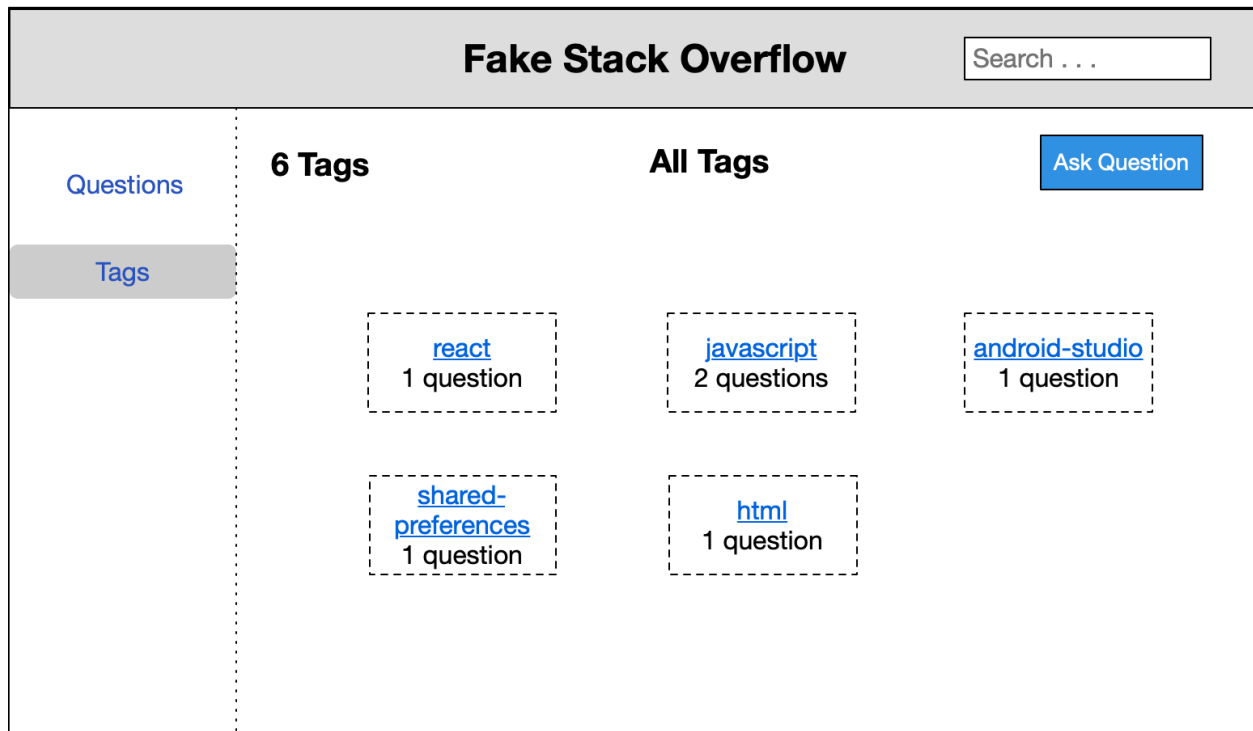 Fake Stack Overflow
Search . . .
Questions
Tags
6 Tags
All Tags
Ask Question
react
1 question
javascript
2 questions
android-studio
1 question
shared-
preferences
1 question
html
1 question